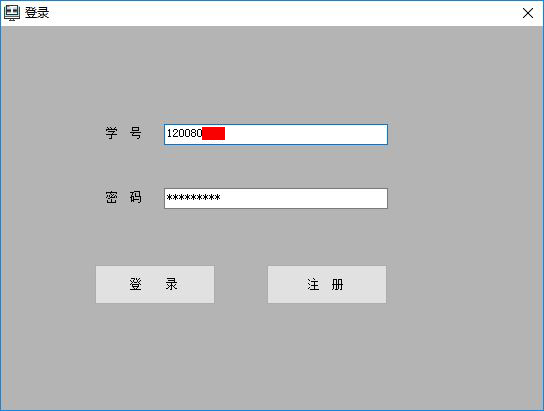 登录
学 号 120080
密 码 *********
登 录 注 册